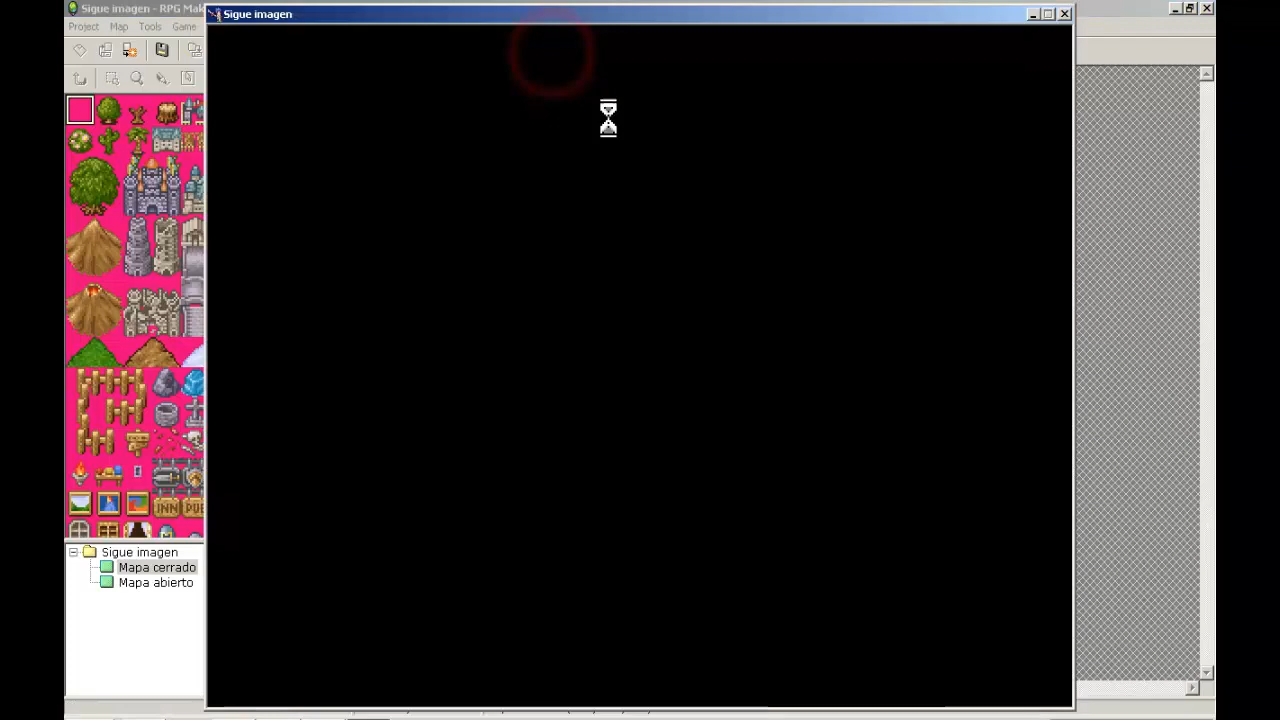 Sigue imagen - RPG Mak
Sigue imagen
Project Map Tools Game
INN PUB
Sigue imagen
Mapa cerrado
Mapa abierto